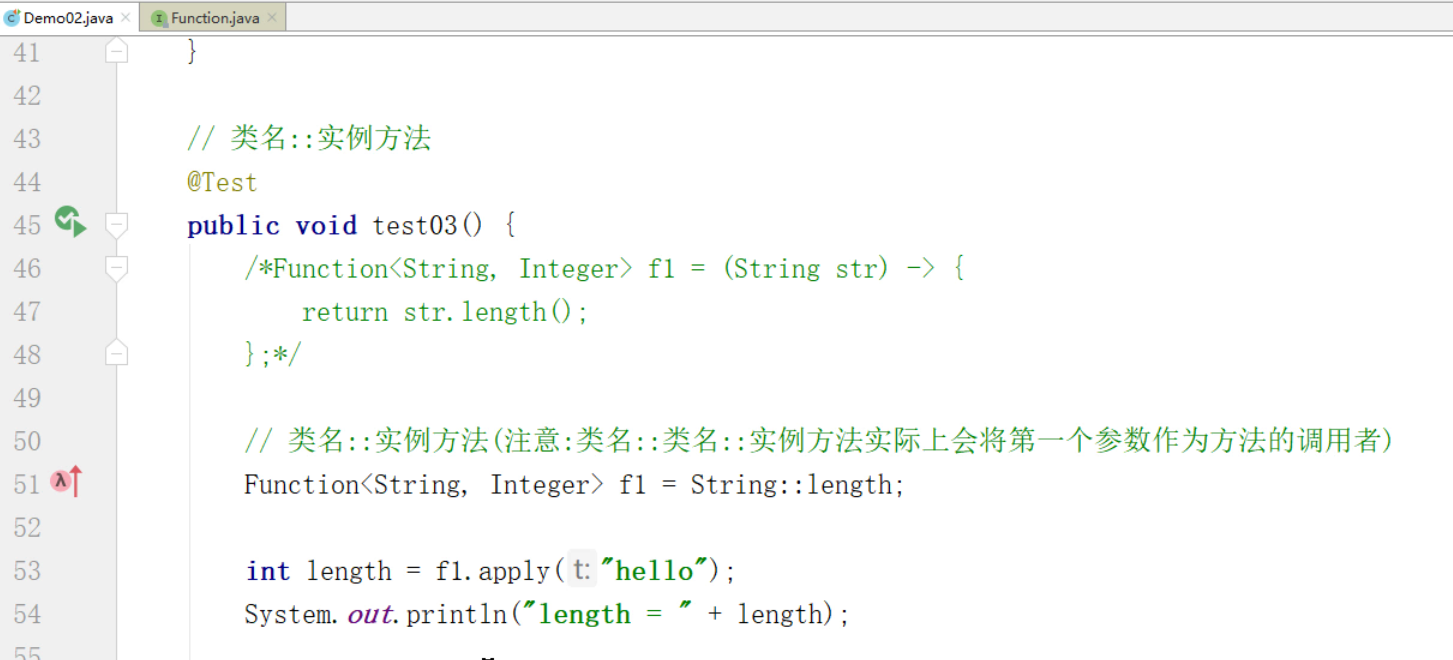 Demo02.java Function.java
41 }
42
43 // 类名::实例方法
44 @Test
45 public void test03() {
46 /*Function<String, Integer> f1 = (String str) -> {
47 return str.length();
48 };*/
49
50 // 类名::实例方法(注意:类名::类名::实例方法实际上会将第一个参数作为方法的调用者)
51 Function<String, Integer> f1 = String::length;
52
53 int length = f1.apply( t: "hello");
54 System.out.println("length = " + length);
55